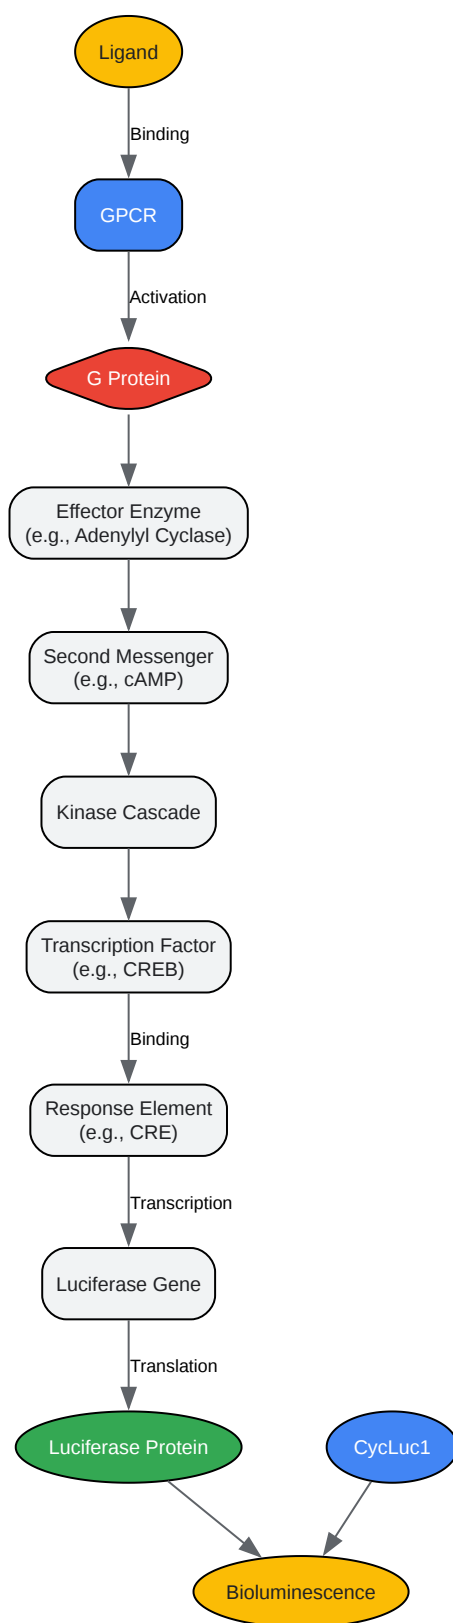 Ligand
Binding
GPCR
Activation
G Protein
Effector Enzyme
(e.g., Adenylyl Cyclase)
Second Messenger
(e.g., cAMP)
Kinase Cascade
Transcription Factor
(e.g., CREB)
Binding
Response Element
(e.g., CRE)
Transcription
Luciferase Gene
Translation
Luciferase Protein
CycLuc1
Bioluminescence